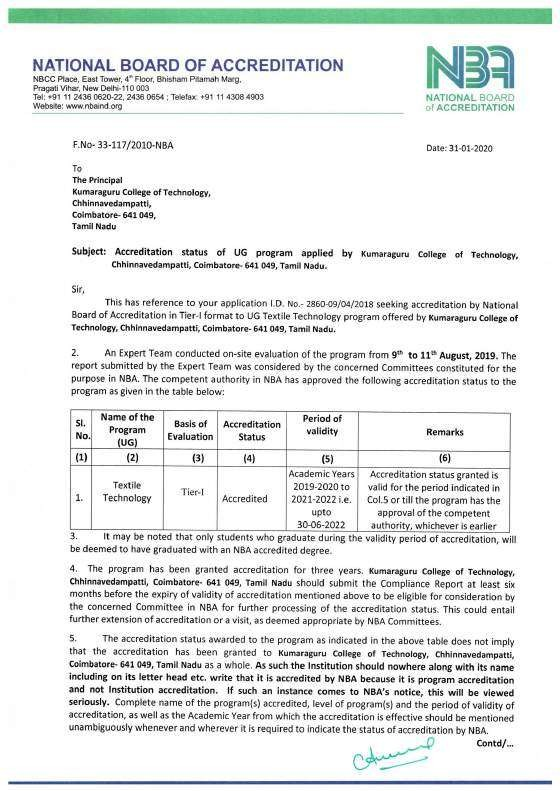 NATIONAL BOARD OF ACCREDITATION
NBCC Place, East Tower, 4th Floor, Bhisham Pitamah Marg,
Pragati Vihar, New Delhi-110 003
Tel: +91 11 2436 0620-22, 2436 0654 ; Telefax: +91 11 4308 4903
Website: www.nbaind.org
NBA
NATIONAL BOARD
of ACCREDITATION
F.No- 33-117/2010-NBA
Date: 31-01-2020
To
The Principal
Kumaraguru College of Technology,
Chhinnavedampatti,
Coimbatore- 641 049,
Tamil Nadu
Subject: Accreditation status of UG program applied by Kumaraguru College of Technology,
Chhinnavedampatti, Coimbatore- 641 049, Tamil Nadu.
Sir,
This has reference to your application I.D. No.- 2860-09/04/2018 seeking accreditation by National
Board of Accreditation in Tier-I format to UG Textile Technology program offered by Kumaraguru College of
Technology, Chhinnavedampatti, Coimbatore- 641 049, Tamil Nadu.
2. An Expert Team conducted on-site evaluation of the program from 9th to 11th August, 2019. The
report submitted by the Expert Team was considered by the concerned Committees constituted for the
purpose in NBA. The competent authority in NBA has approved the following accreditation status to the
program as given in the table below:
Sl. No. Name of the Program (UG) Basis of Evaluation Accreditation Status Period of validity Remarks
(1) (2) (3) (4) (5) (6)
1. Textile Technology Tier-I Accredited Academic Years 2019-2020 to 2021-2022 i.e. upto 30-06-2022 Accreditation status granted is valid for the period indicated in Col.5 or till the program has the approval of the competent authority, whichever is earlier
3. It may be noted that only students who graduate during the validity period of accreditation, will
be deemed to have graduated with an NBA accredited degree.
4. The program has been granted accreditation for three years. Kumaraguru College of Technology,
Chhinnavedampatti, Coimbatore- 641 049, Tamil Nadu should submit the Compliance Report at least six
months before the expiry of validity of accreditation mentioned above to be eligible for consideration by
the concerned Committee in NBA for further processing of the accreditation status. This could entail
further extension of accreditation or a visit, as deemed appropriate by NBA Committees.
5. The accreditation status awarded to the program as indicated in the above table does not imply
that the accreditation has been granted to Kumaraguru College of Technology, Chhinnavedampatti,
Coimbatore- 641 049, Tamil Nadu as a whole. As such the Institution should nowhere along with its name
including on its letter head etc. write that it is accredited by NBA because it is program accreditation
and not Institution accreditation. If such an instance comes to NBA's notice, this will be viewed
seriously. Complete name of the program(s) accredited, level of program(s) and the period of validity of
accreditation, as well as the Academic Year from which the accreditation is effective should be mentioned
unambiguously whenever and wherever it is required to indicate the status of accreditation by NBA.
Contd/...